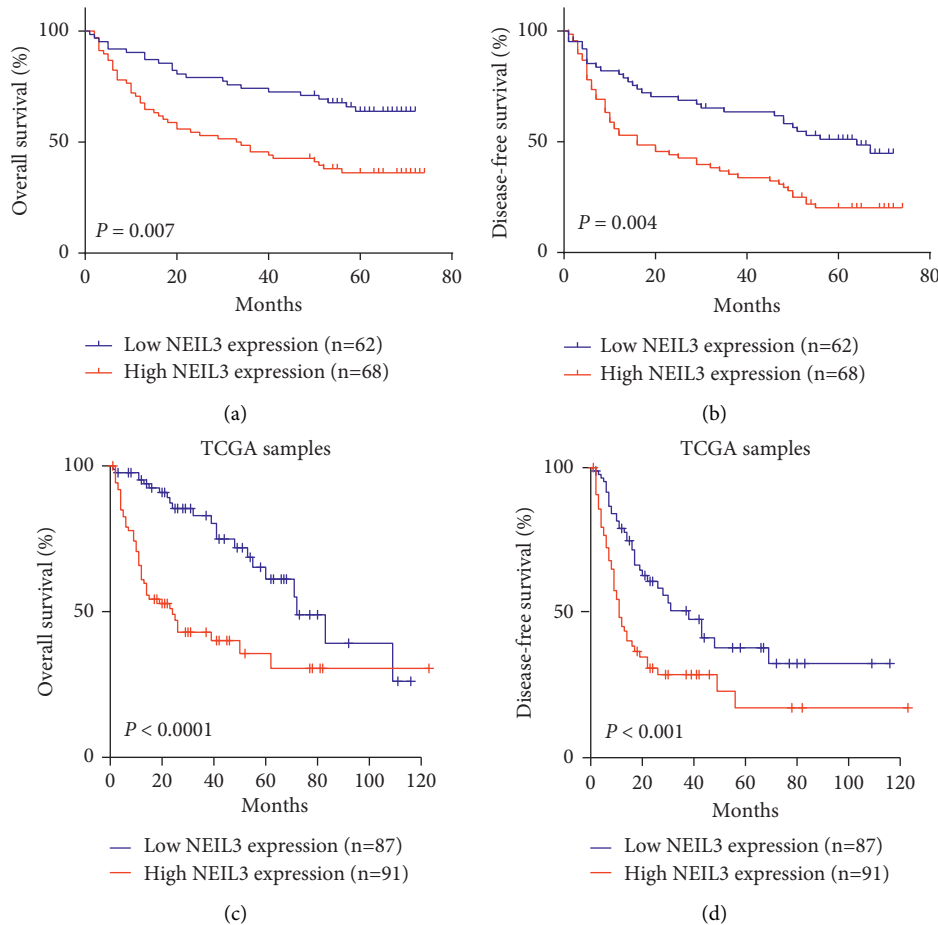 100
50
0
Overall survival (%)
P = 0.007
0 20 40 60 80
Months
Low NEIL3 expression (n=62)
High NEIL3 expression (n=68)
(a)
100
50
0
Disease-free survival (%)
P = 0.004
0 20 40 60 80
Months
Low NEIL3 expression (n=62)
High NEIL3 expression (n=68)
(b)
TCGA samples
100
50
0
Overall survival (%)
P < 0.0001
0 20 40 60 80 100 120
Months
Low NEIL3 expression (n=87)
High NEIL3 expression (n=91)
(c)
TCGA samples
100
50
0
Disease-free survival (%)
P < 0.001
0 20 40 60 80 100 120
Months
Low NEIL3 expression (n=87)
High NEIL3 expression (n=91)
(d)